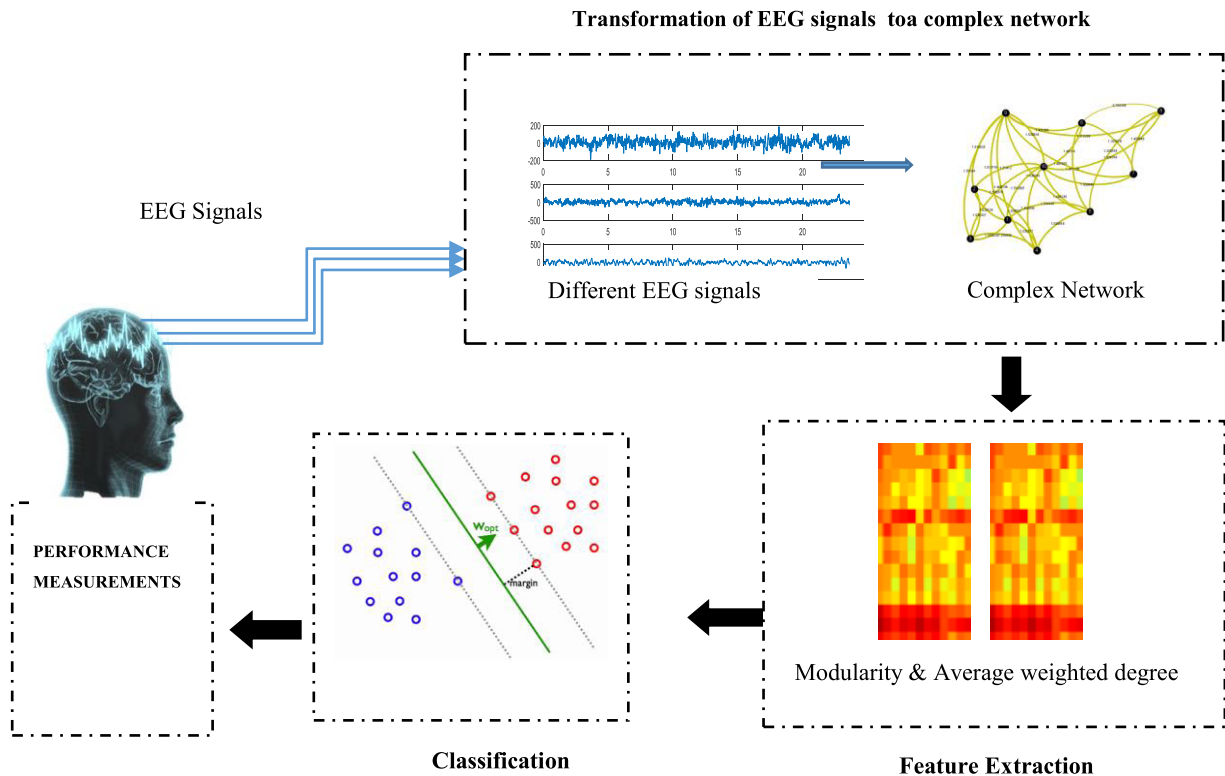 Transformation of EEG signals toa complex network
200
0
-200
0 5 10 15 20
500
0
-500
0 5 10 15 20
500
0
Different EEG signals
Complex Network
EEG Signals
PERFORMANCE
MEASUREMENTS
wopt
margin
Modularity & Average weighted degree
Classification
Feature Extraction